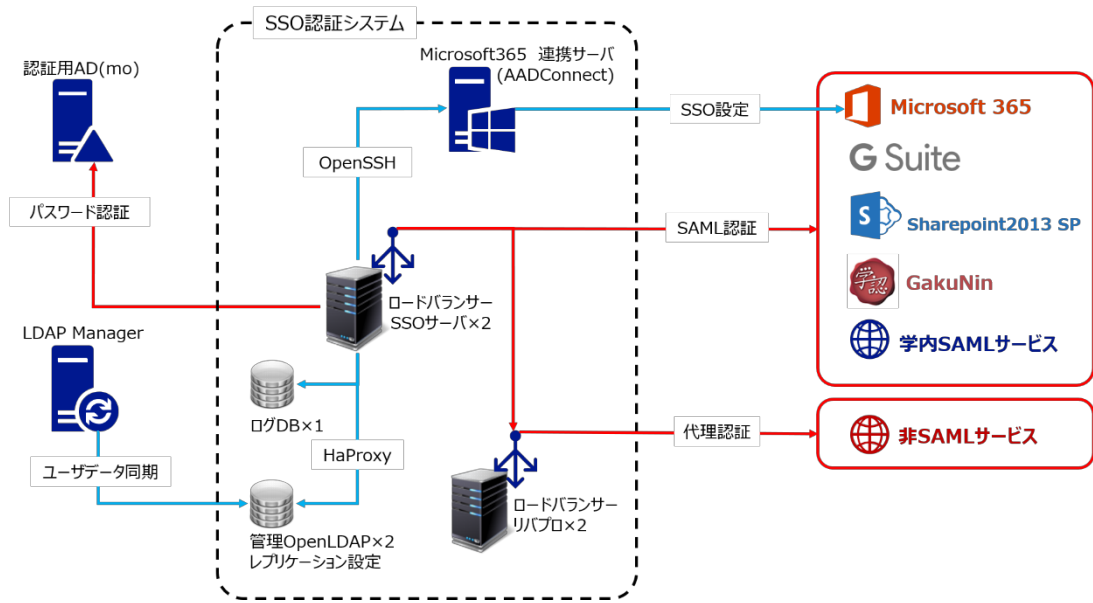 SSO認証システム
認証用AD(mo)
Microsoft365 連携サーバ
(AADConnect)
SSO設定
Microsoft 365
G Suite
OpenSSH
パスワード認証
SAML認証
S
Sharepoint2013 SP
学認
GakuNin
ロードバランサー
SSOサーバ×2
LDAP Manager
学内SAMLサービス
ログDB×1
HaProxy
代理認証
非SAMLサービス
ユーザデータ同期
ロードバランサー
リバプロ×2
管理OpenLDAP×2
レプリケーション設定